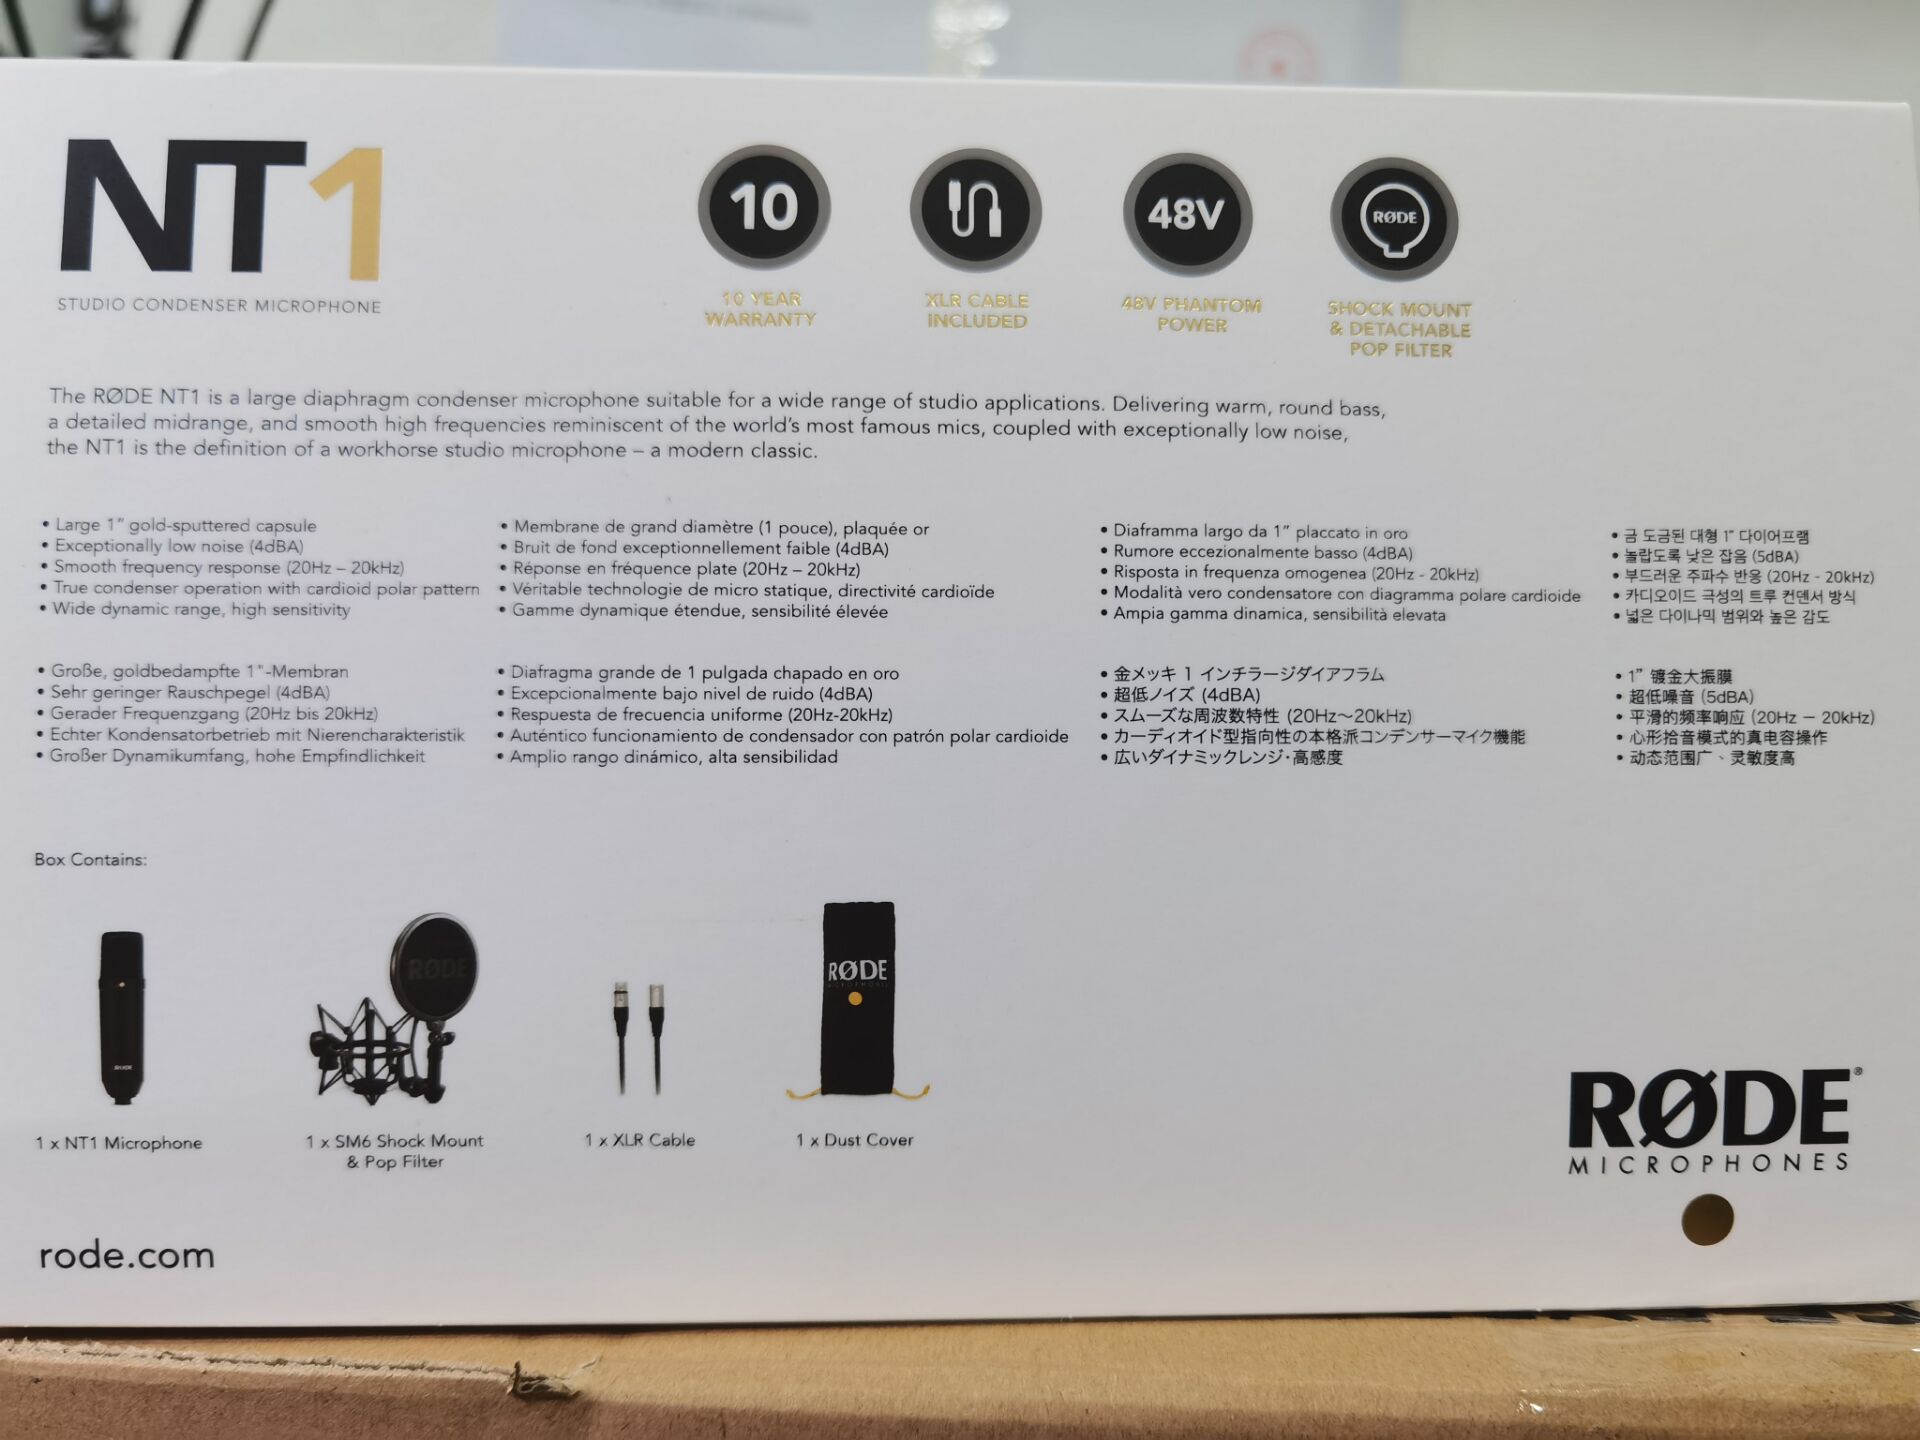 NT1
STUDIO CONDENSER MICROPHONE
10
10 YEAR
WARRANTY
XLR CABLE
INCLUDED
48V
48V PHANTOM
POWER
RØDE
SHOCK MOUNT
& DETACHABLE
POP FILTER
The RØDE NT1 is a large diaphragm condenser microphone suitable for a wide range of studio applications. Delivering warm, round bass,
a detailed midrange, and smooth high frequencies reminiscent of the world's most famous mics, coupled with exceptionally low noise,
the NT1 is the definition of a workhorse studio microphone – a modern classic.
• Large 1" gold-sputtered capsule
• Exceptionally low noise (4dBA)
• Smooth frequency response (20Hz – 20kHz)
• True condenser operation with cardioid polar pattern
• Wide dynamic range, high sensitivity
• Membrane de grand diamètre (1 pouce), plaquée or
• Bruit de fond exceptionnellement faible (4dBA)
• Réponse en fréquence plate (20Hz – 20kHz)
• Véritable technologie de micro statique, directivité cardioïde
• Gamme dynamique étendue, sensibilité élevée
• Diaframma largo da 1" placcato in oro
• Rumore eccezionalmente basso (4dBA)
• Risposta in frequenza omogenea (20Hz - 20kHz)
• Modalità vero condensatore con diagramma polare cardioide
• Ampia gamma dinamica, sensibilità elevata
• 금 도금된 대형 1" 다이어프램
• 놀랍도록 낮은 잡음 (5dBA)
• 부드러운 주파수 반응 (20Hz - 20kHz)
• 카디오이드 극성의 트루 컨덴서 방식
• 넓은 다이나믹 범위와 높은 감도
• Große, goldbedampfte 1"-Membran
• Sehr geringer Rauschpegel (4dBA)
• Gerader Frequenzgang (20Hz bis 20kHz)
• Echter Kondensatorbetrieb mit Nierencharakteristik
• Großer Dynamikumfang, hohe Empfindlichkeit
• Diafragma grande de 1 pulgada chapado en oro
• Excepcionalmente bajo nivel de ruido (4dBA)
• Respuesta de frecuencia uniforme (20Hz-20kHz)
• Auténtico funcionamiento de condensador con patrón polar cardioide
• Amplio rango dinámico, alta sensibilidad
• 金メッキ 1 インチラージダイアフラム
• 超低ノイズ (4dBA)
• スムーズな周波数特性 (20Hz～20kHz)
• カーディオイド型指向性の本格派コンデンサーマイク機能
• 広いダイナミックレンジ・高感度
• 1" 镀金大振膜
• 超低噪音 (5dBA)
• 平滑的频率响应 (20Hz – 20kHz)
• 心形拾音模式的真电容操作
• 动态范围广、灵敏度高
Box Contains:
RØDE
RØDE
RØDE
MICROPHONES
1 x NT1 Microphone
1 x SM6 Shock Mount
& Pop Filter
1 x XLR Cable
1 x Dust Cover
RØDE®
MICROPHONES
rode.com